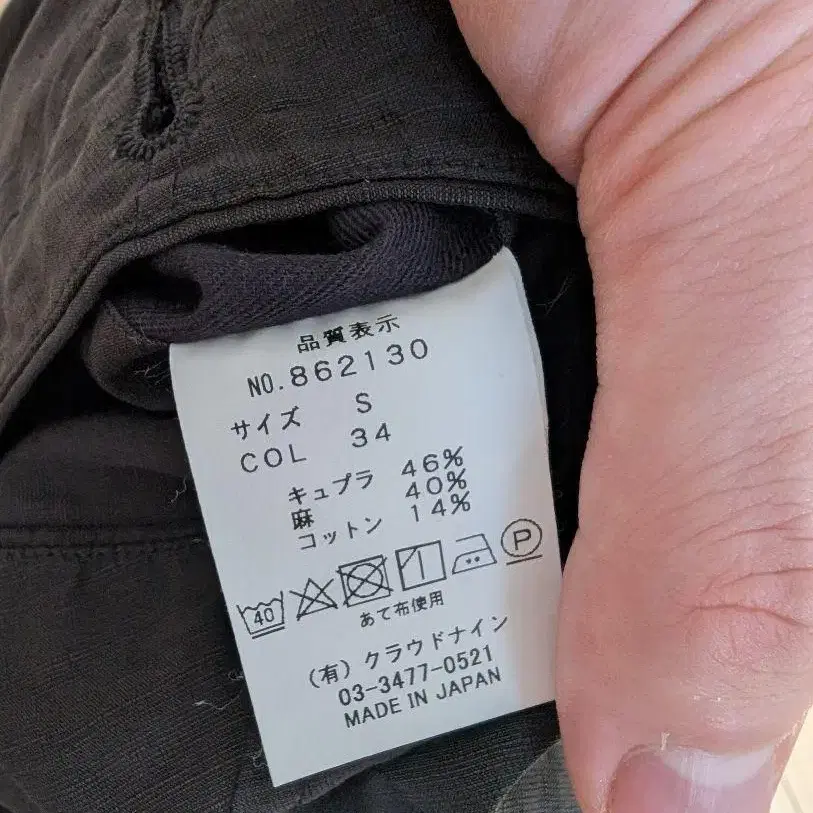 品質表示
NO.862130
サイズ S
COL 34
キュプラ 46%
麻 40%
コットン 14%
40 P
あて布使用
(有)クラウドナイン
03-3477-0521
MADE IN JAPAN